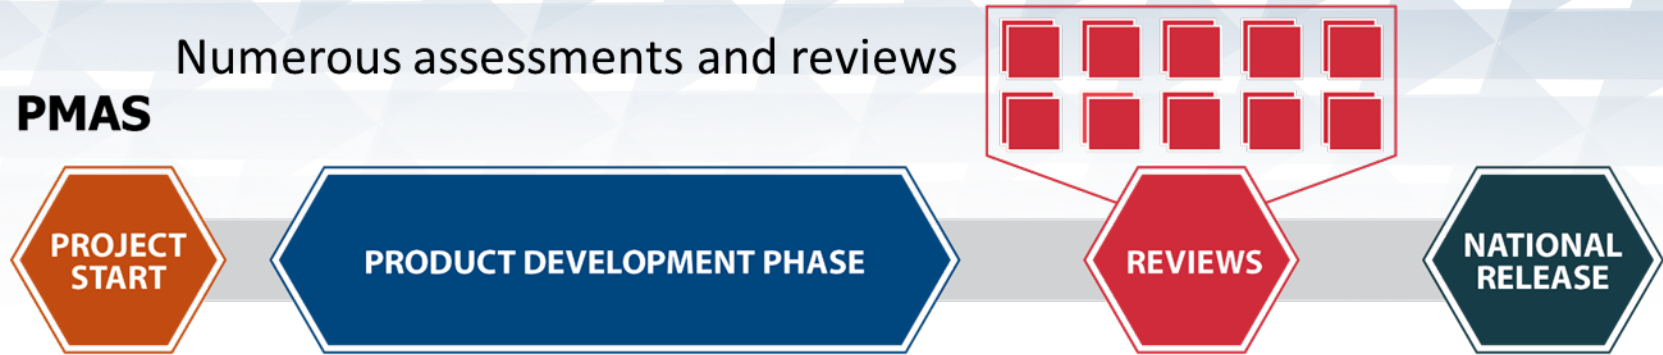 Numerous assessments and reviews
PMAS
PROJECT
START
PRODUCT DEVELOPMENT PHASE
REVIEWS
NATIONAL
RELEASE